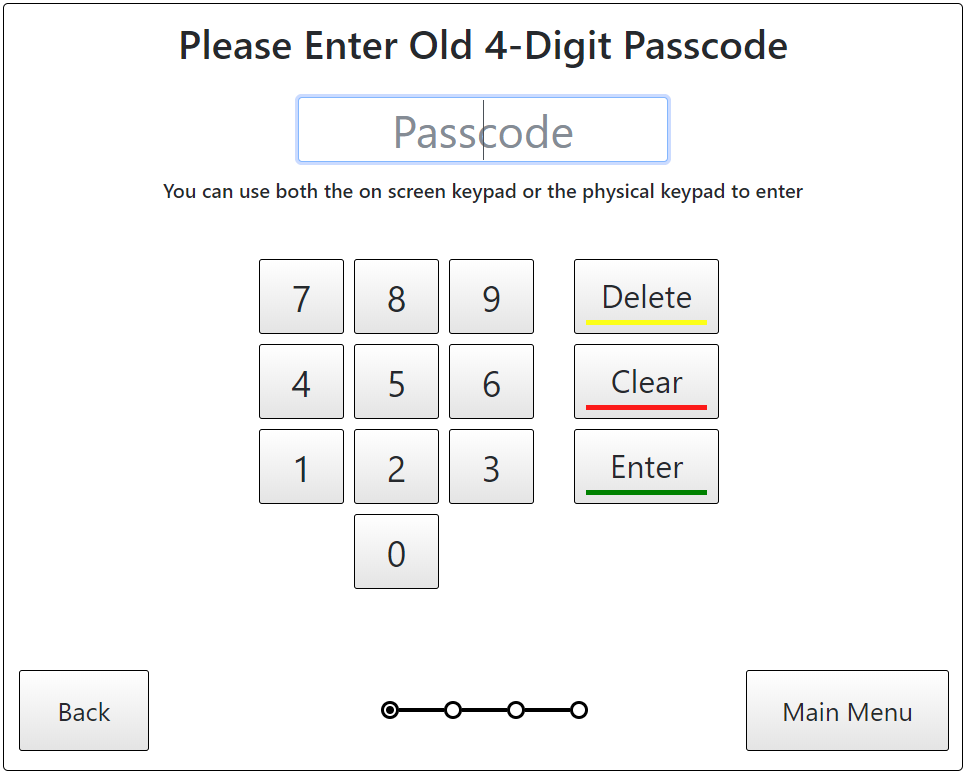 Please Enter Old 4-Digit Passcode
Passcode
You can use both the on screen keypad or the physical keypad to enter
7 8 9 Delete
4 5 6 Clear
1 2 3 Enter
0
Back Main Menu